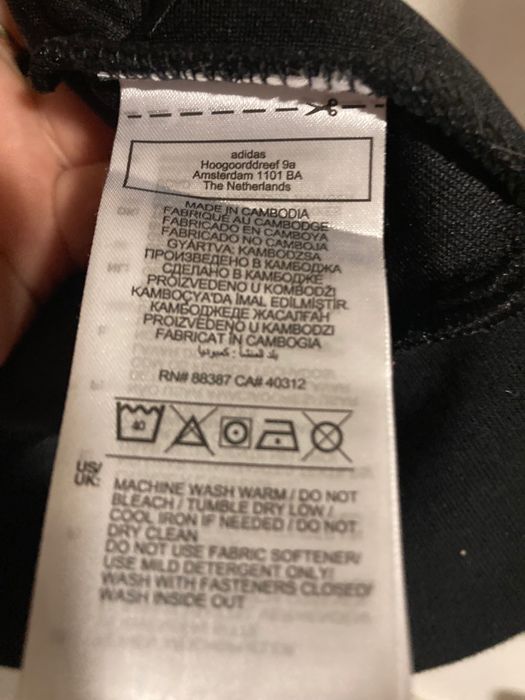 adidas
Hoogoorddreef 9a
Amsterdam 1101 BA
The Netherlands
MADE IN CAMBODIA
FABRIQUE AU CAMBODGE
FABRICADO EN CAMBOYA
FABRICADO NO CAMBOJA
GYÁRTVA: KAMBODZSA
ПРОИЗВЕДЕНО В КАМБОДЖА
СДЕЛАНО В КАМБОДЖЕ
PROIZVEDENO U KOMBODŽI
KAMBOÇYA'DA İMAL EDİLMİŞTİR.
КАМБОДЖЕДЕ ЖАСАЛҒАН
PROIZVEDENO U KAMBODZI
FABRICAT ÎN CAMBOGIA
بلد المنشأ : كمبوديا
RN# 88387 CA# 40312
40
US/
UK:
MACHINE WASH WARM / DO NOT
BLEACH / TUMBLE DRY LOW /
COOL IRON IF NEEDED / DO NOT
DRY CLEAN
DO NOT USE FABRIC SOFTENER/
USE MILD DETERGENT ONLY/
WASH WITH FASTENERS CLOSED/
WASH INSIDE OUT